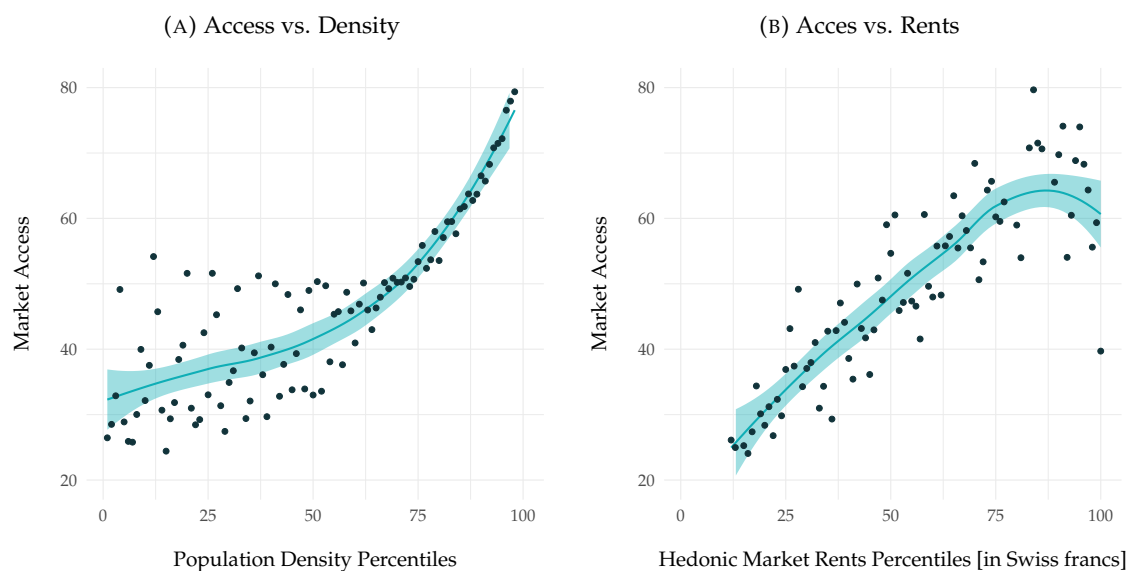 (A) Access vs. Density
80
60
40
20
Market Access
0 25 50 75 100
Population Density Percentiles
(B) Acces vs. Rents
80
60
40
20
Market Access
0 25 50 75 100
Hedonic Market Rents Percentiles [in Swiss francs]